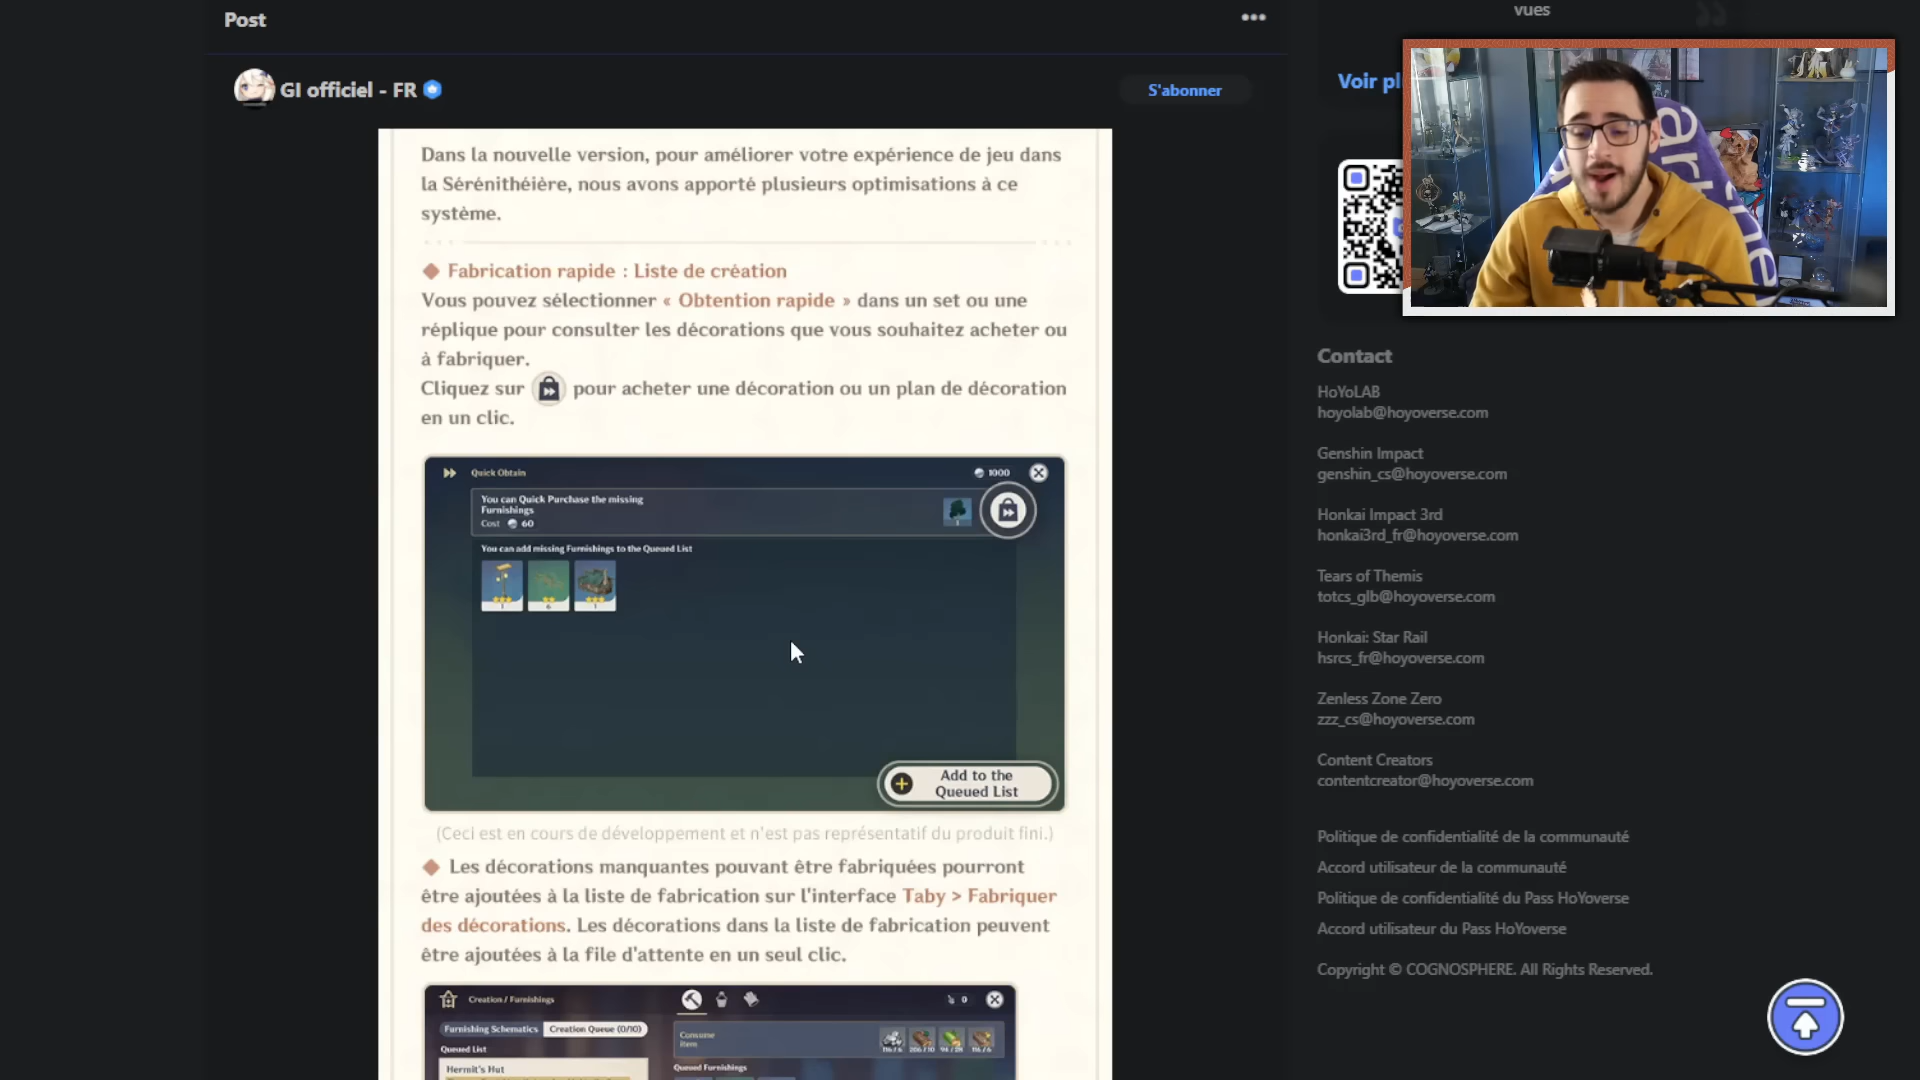 Post
GI officiel - FR
S'abonner
Dans la nouvelle version, pour améliorer votre expérience de jeu dans
la Sérénithéière, nous avons apporté plusieurs optimisations à ce
système.
Fabrication rapide : Liste de création
Vous pouvez sélectionner « Obtention rapide » dans un set ou une
réplique pour consulter les décorations que vous souhaitez acheter ou
à fabriquer.
Cliquez sur pour acheter une décoration ou un plan de décoration
en un clic.
Quick Obtain
1000
You can Quick Purchase the missing
Furnishings
Cost 60
1
You can add missing Furnishings to the Queued List
1 6 1
Add to the
Queued List
(Ceci est en cours de développement et n'est pas représentatif du produit fini.)
Les décorations manquantes pouvant être fabriquées pourront
être ajoutées à la liste de fabrication sur l'interface Taby > Fabriquer
des décorations. Les décorations dans la liste de fabrication peuvent
être ajoutées à la file d'attente en un seul clic.
Creation / Furnishings
0
Furnishing Schematics Creation Queue (0/10)
Queued List
Hermit's Hut
Consume
Item
Queued Furnishings
vues
Voir pl
arkh
ne
Contact
HoYoLAB
hoyolab@hoyoverse.com
Genshin Impact
genshin_cs@hoyoverse.com
Honkai Impact 3rd
honkai3rd_fr@hoyoverse.com
Tears of Themis
totcs_glb@hoyoverse.com
Honkai: Star Rail
hsrcs_fr@hoyoverse.com
Zenless Zone Zero
zzz_cs@hoyoverse.com
Content Creators
contentcreator@hoyoverse.com
Politique de confidentialité de la communauté
Accord utilisateur de la communauté
Politique de confidentialité du Pass HoYoverse
Accord utilisateur du Pass HoYoverse
Copyright © COGNOSPHERE. All Rights Reserved.